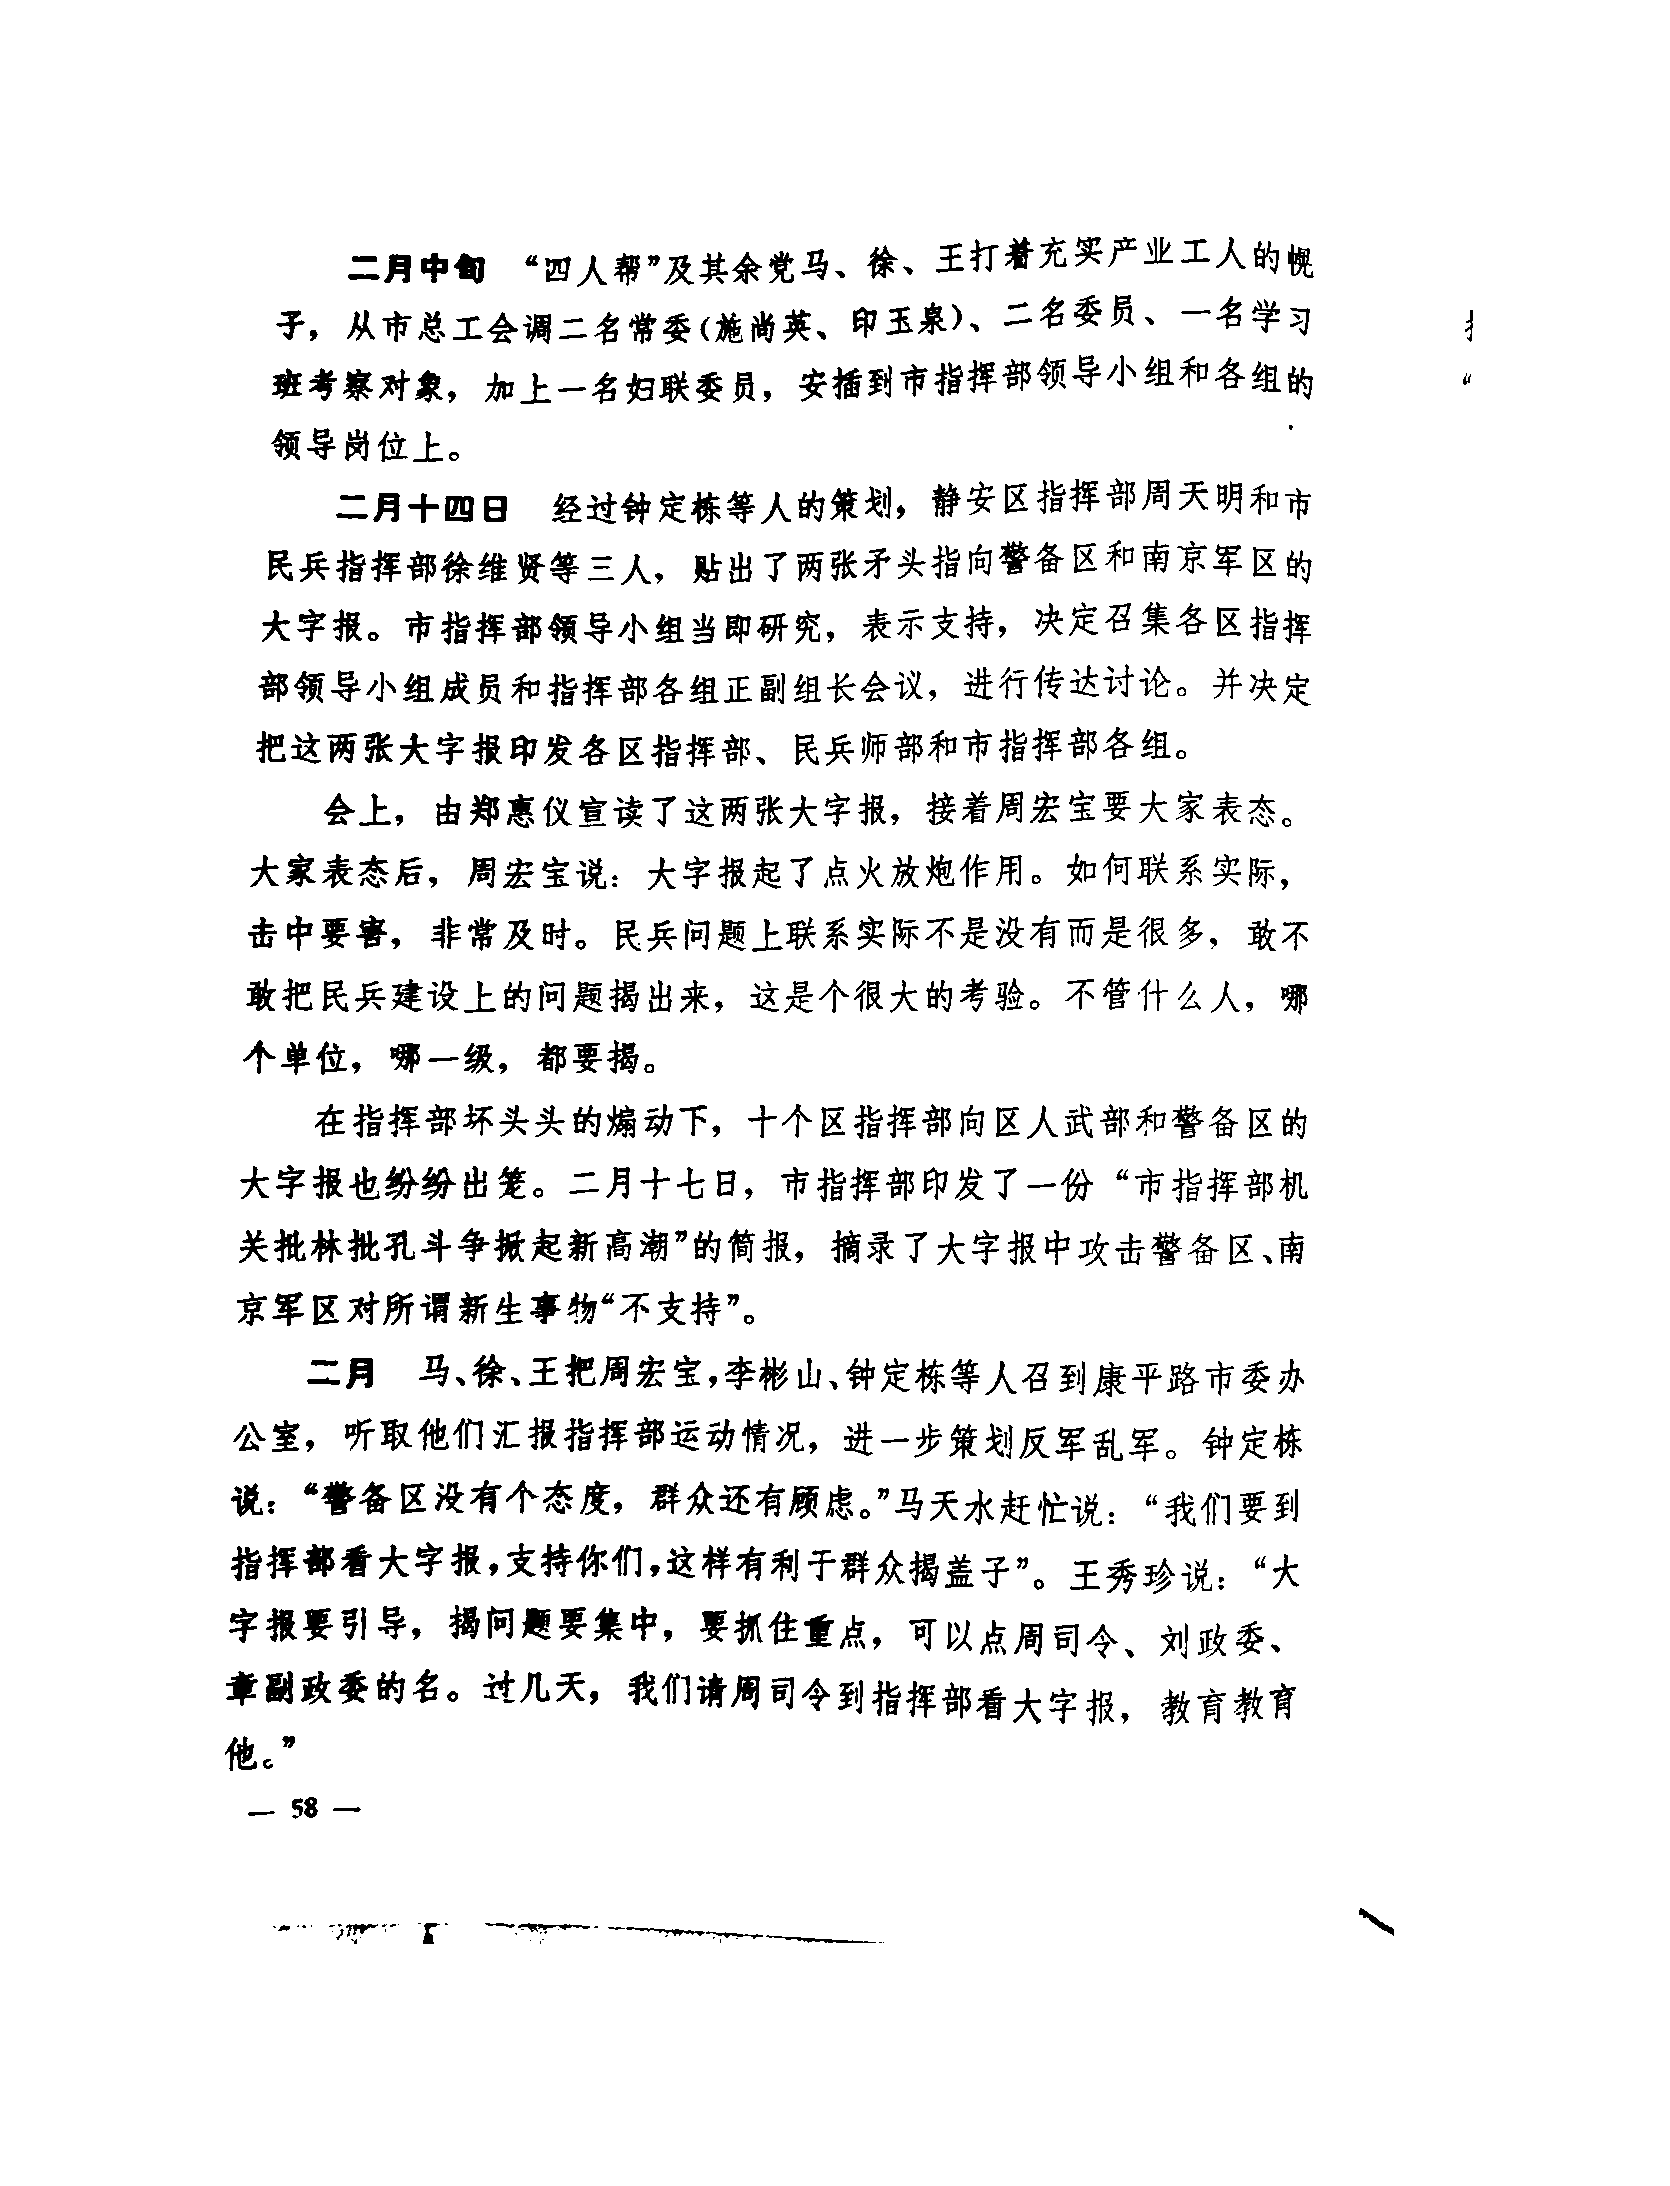 二月中旬　“四人帮”及其余党马、徐、王打着充实产业工人的幌
子，从市总工会调二名常委(施尚英、印玉泉)、二名委员、一名学习
班考察对象，加上一名妇联委员，安插到市指挥部领导小组和各组的
领导岗位上。
二月十四日　经过钟定栋等人的策划，静安区指挥部周天明和市
民兵指挥部徐维贤等三人，贴出了两张矛头指向警备区和南京军区的
大字报。市指挥部领导小组当即研究，表示支持，决定召集各区指挥
部领导小组成员和指挥部各组正副组长会议，进行传达讨论。并决定
把这两张大字报印发各区指挥部、民兵师部和市指挥部各组。
会上，由郑惠仪宣读了这两张大字报，接着周宏宝要大家表态。
大家表态后，周宏宝说：大字报起了点火放炮作用。如何联系实际，
击中要害，非常及时。民兵问题上联系实际不是没有而是很多，敢不
敢把民兵建设上的问题揭出来，这是个很大的考验。不管什么人，哪
个单位，哪一级，都要揭。
在指挥部坏头头的煽动下，十个区指挥部向区人武部和警备区的
大字报也纷纷出笼。二月十七日，市指挥部印发了一份“市指挥部机
关批林批孔斗争掀起新高潮”的简报，摘录了大字报中攻击警备区、南
京军区对所谓新生事物“不支持”。
二月　马、徐、王把周宏宝，李彬山、钟定栋等人召到康平路市委办
公室，听取他们汇报指挥部运动情况，进一步策划反军乱军。钟定栋
说：“警备区没有个态度，群众还有顾虑。”马天水赶忙说：“我们要到
指挥部看大字报，支持你们，这样有利于群众揭盖子”。王秀珍说：“大
字报要引导，揭问题要集中，要抓住重点，可以点周司令、刘政委、
章副政委的名。过几天，我们请周司令到指挥部看大字报，教育教育
他。”
— 58 —